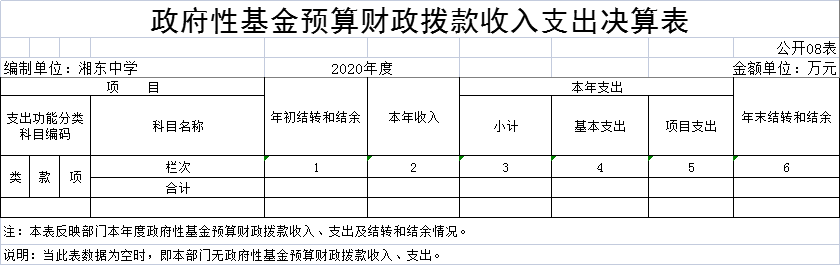 政府性基金预算财政拨款收入支出决算表
公开08表
编制单位：湘东中学 2020年度 金额单位：万元
项 目 年初结转和结余 本年收入 本年支出 年末结转和结余
支出功能分类科目编码 科目名称 小计 基本支出 项目支出
类 款 项 栏次 1 2 3 4 5 6
合计
注：本表反映部门本年度政府性基金预算财政拨款收入、支出及结转和结余情况。
说明：当此表数据为空时，即本部门无政府性基金预算财政拨款收入、支出。